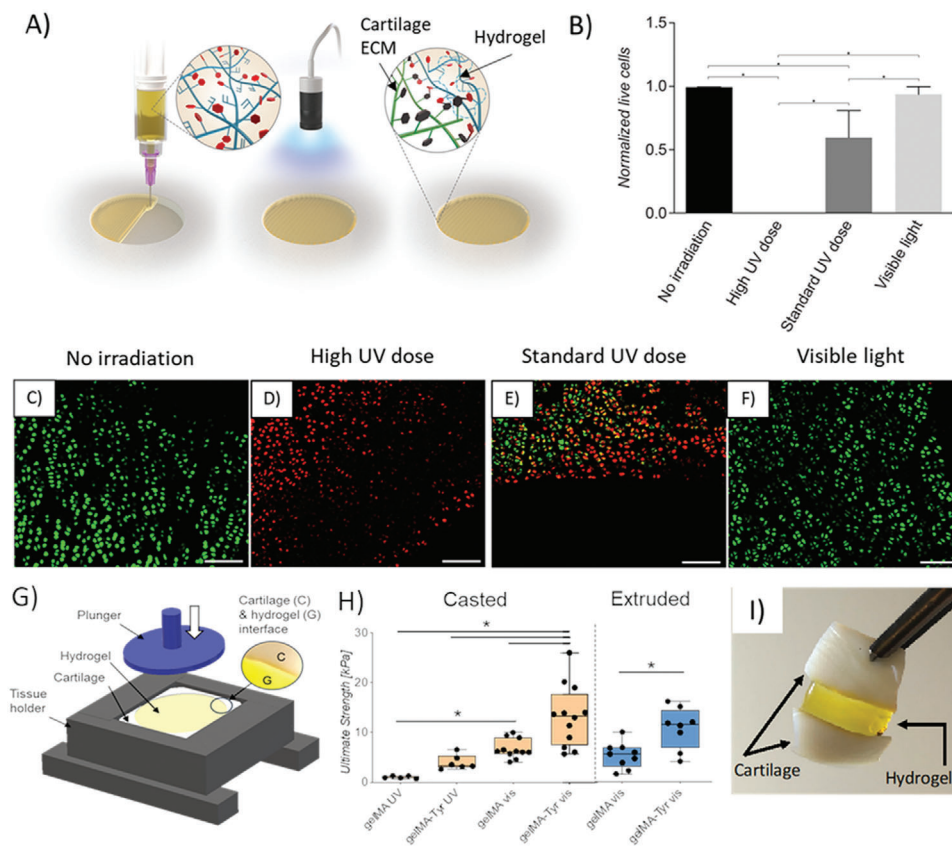 A)
Cartilage
ECM
Hydrogel
B)
Normalized live cells
1.5
1.0
0.5
0.0
*
*
*
*
*
No irradiation
High UV dose
Standard UV dose
Visible light
No irradiation
High UV dose
Standard UV dose
Visible light
C)
D)
E)
F)
G)
Plunger
Cartilage (C)
& hydrogel (G)
interface
Hydrogel
Cartilage
Tissue
holder
C
G
H)
Casted
Extruded
Ultimate Strength [kPa]
30
20
10
0
*
*
*
gelMA UV
gelMA-Tyr UV
gelMA vis
gelMA-Tyr vis
gelMA vis
gelMA-Tyr vis
I)
Cartilage
Hydrogel